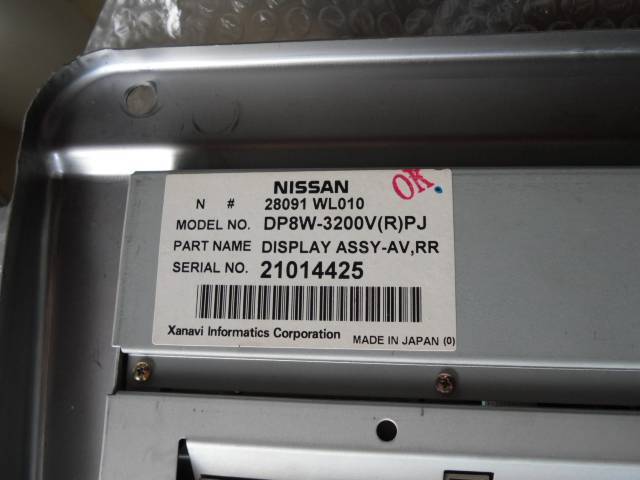 NISSAN
OK.
N # 28091 WL010
MODEL NO. DP8W-3200V(R)PJ
PART NAME DISPLAY ASSY-AV,RR
SERIAL NO. 21014425
Xanavi Informatics Corporation MADE IN JAPAN (0)